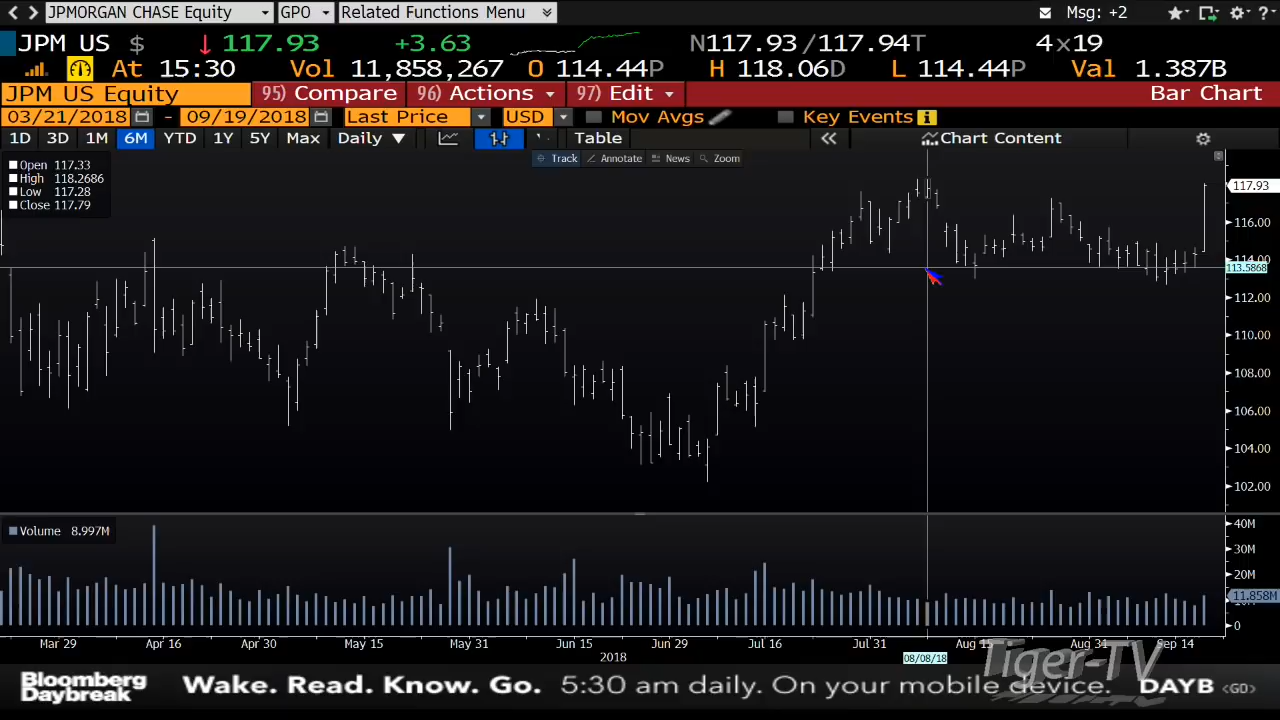 JPMORGAN CHASE Equity GPO Related Functions Menu Msg: +2
JPM US $ ↓ 117.93 +3.63 N117.93/117.94T 4x19
At 15:30 Vol 11,858,267 O 114.44P H 118.06D L 114.44P Val 1.387B
JPM US Equity 95) Compare 96) Actions 97) Edit Bar Chart
03/21/2018 - 09/19/2018 Last Price USD Mov Avgs Key Events
1D 3D 1M 6M YTD 1Y 5Y Max Daily ▼ Table « Chart Content
Track Annotate News Zoom
Open 117.33
High 118.2686
Low 117.28
Close 117.79
117.93
116.00
114.00
113.5868
112.00
110.00
108.00
106.00
104.00
102.00
Volume 8.997M
40M
30M
20M
11.858M
0
Mar 29 Apr 16 Apr 30 May 15 May 31 Jun 15 Jun 29 Jul 16 Jul 31 Aug 15 Aug 31 Sep 14
2018 08/08/18
Tiger-TV
Bloomberg
Daybreak
Wake. Read. Know. Go. 5:30 am daily. On your mobile device. DAYB <GO>